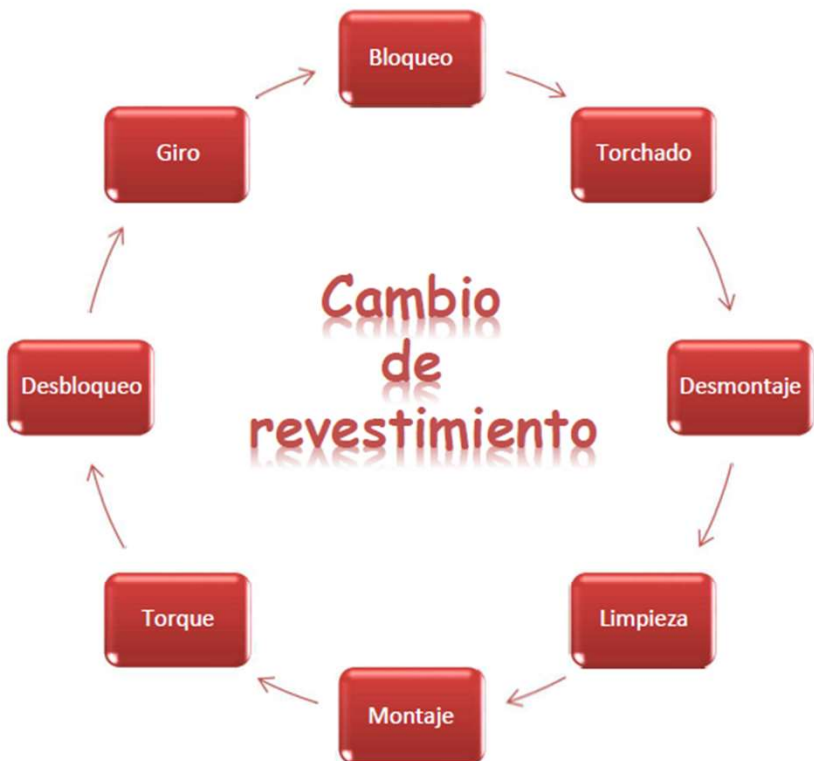 Bloqueo
Torchado
Desmontaje
Limpieza
Montaje
Torque
Desbloqueo
Giro
Cambio
de
revestimiento